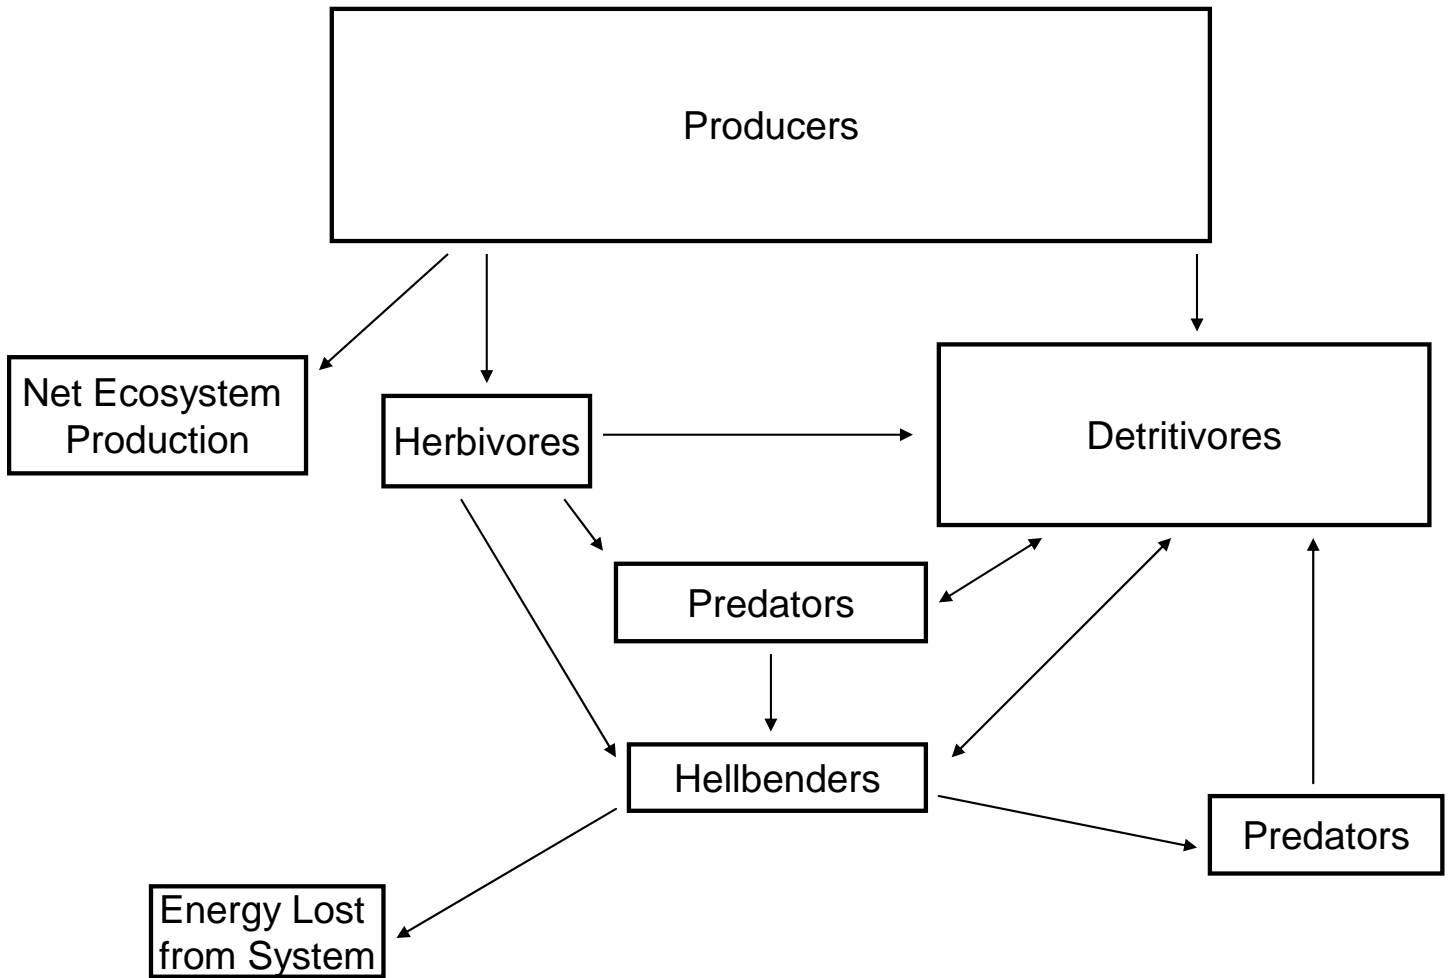 Producers
Net Ecosystem
Production
Herbivores
Detritivores
Predators
Hellbenders
Predators
Energy Lost
from System